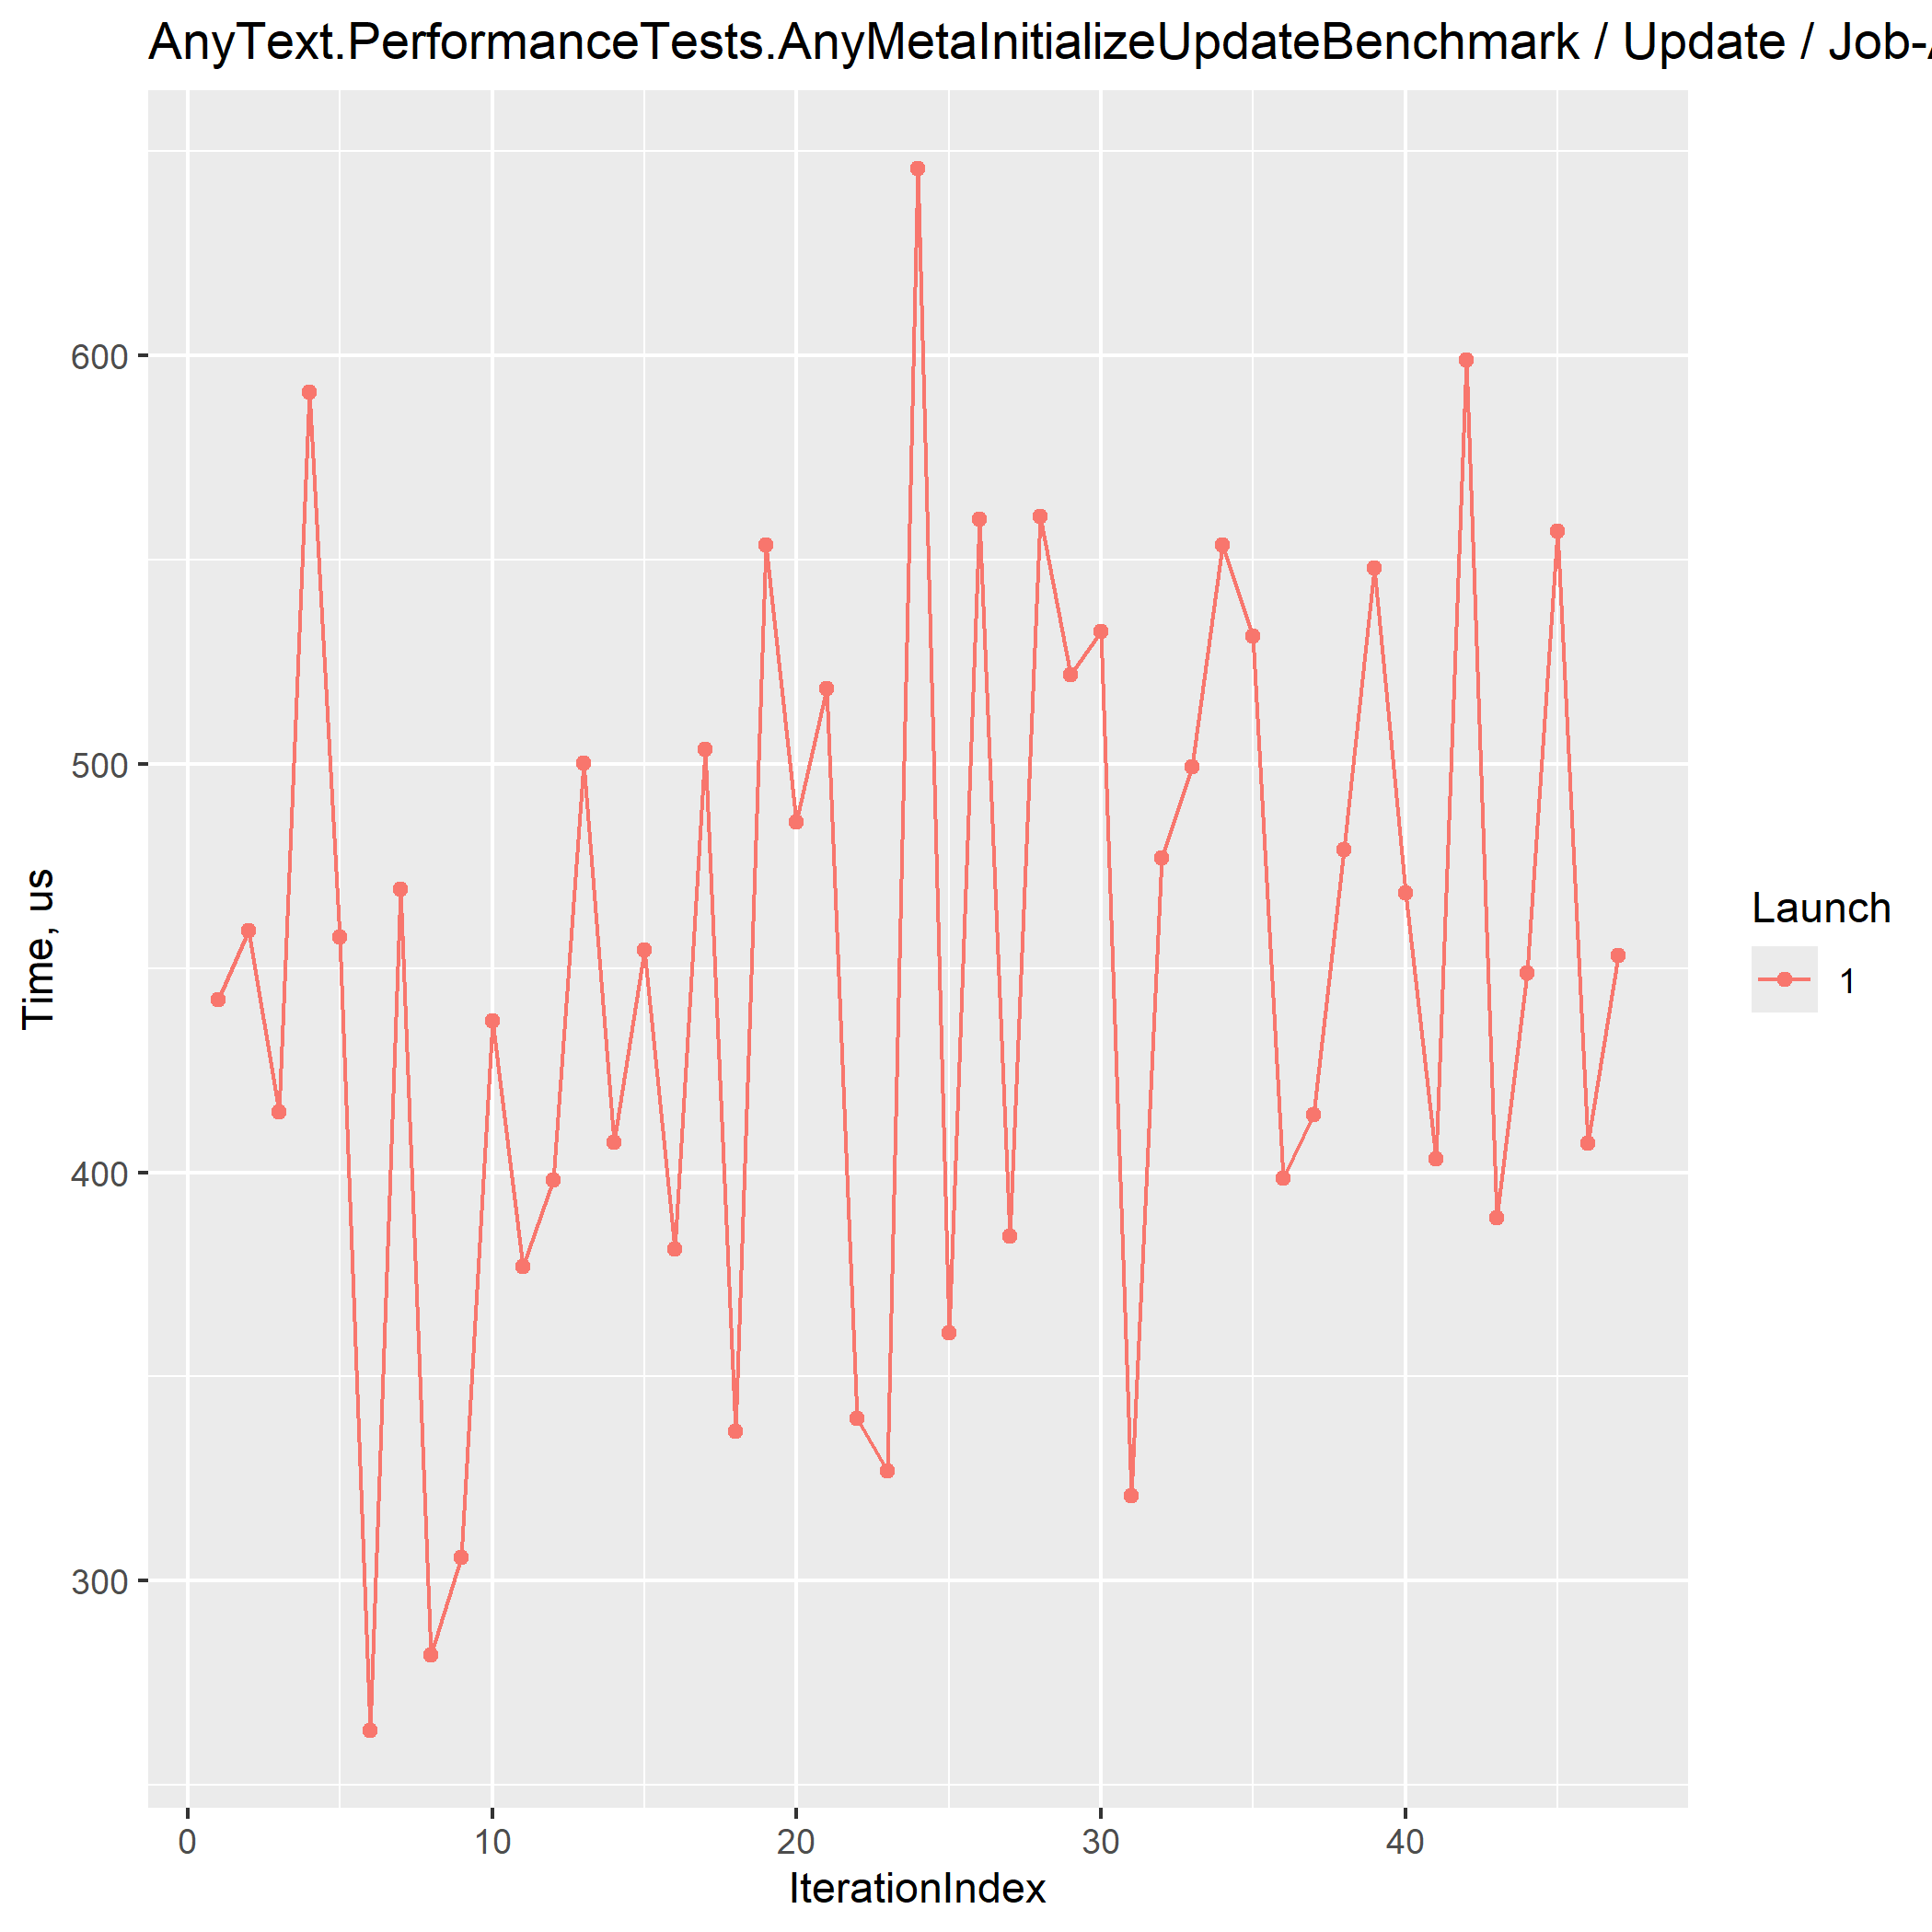 AnyText.PerformanceTests.AnyMetaInitializeUpdateBenchmark / Update / Job-
600
500
400
300
Time, us
0 10 20 30 40
IterationIndex
Launch
1